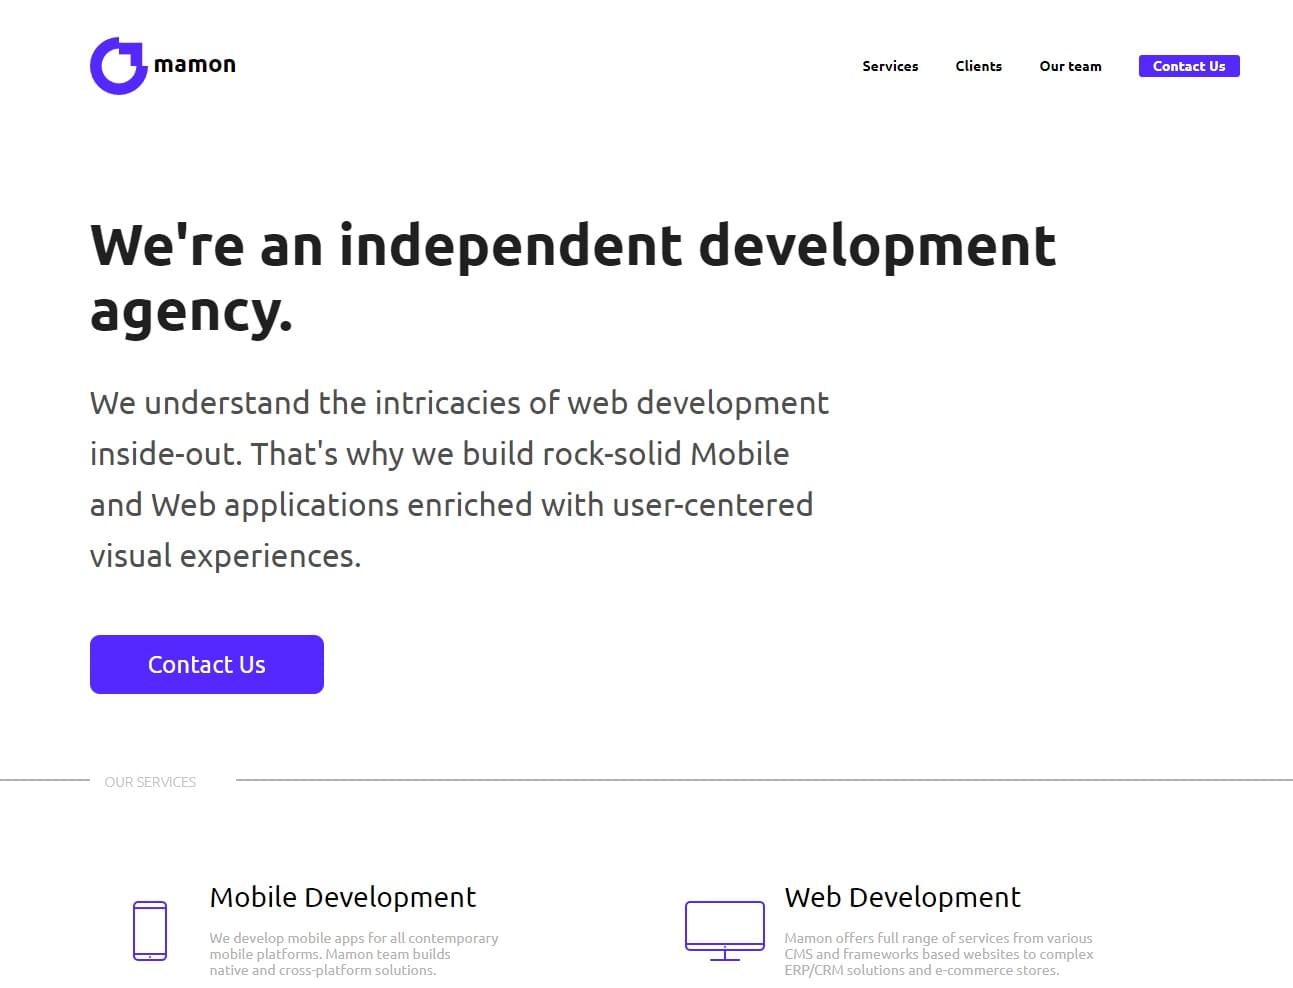 mamon
Services
Clients
Our team
Contact Us
We're an independent development
agency.
We understand the intricacies of web development
inside-out. That's why we build rock-solid Mobile
and Web applications enriched with user-centered
visual experiences.
Contact Us
OUR SERVICES
Mobile Development
We develop mobile apps for all contemporary
mobile platforms. Mamon team builds
native and cross-platform solutions.
Web Development
Mamon offers full range of services from various
CMS and frameworks based websites to complex
ERP/CRM solutions and e-commerce stores.